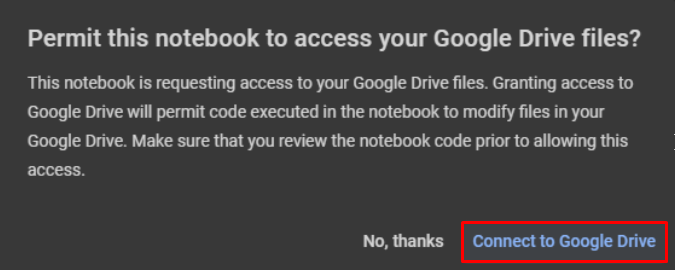 Permit this notebook to access your Google Drive files?
This notebook is requesting access to your Google Drive files. Granting access to
Google Drive will permit code executed in the notebook to modify files in your
Google Drive. Make sure that you review the notebook code prior to allowing this
access.
No, thanks
Connect to Google Drive